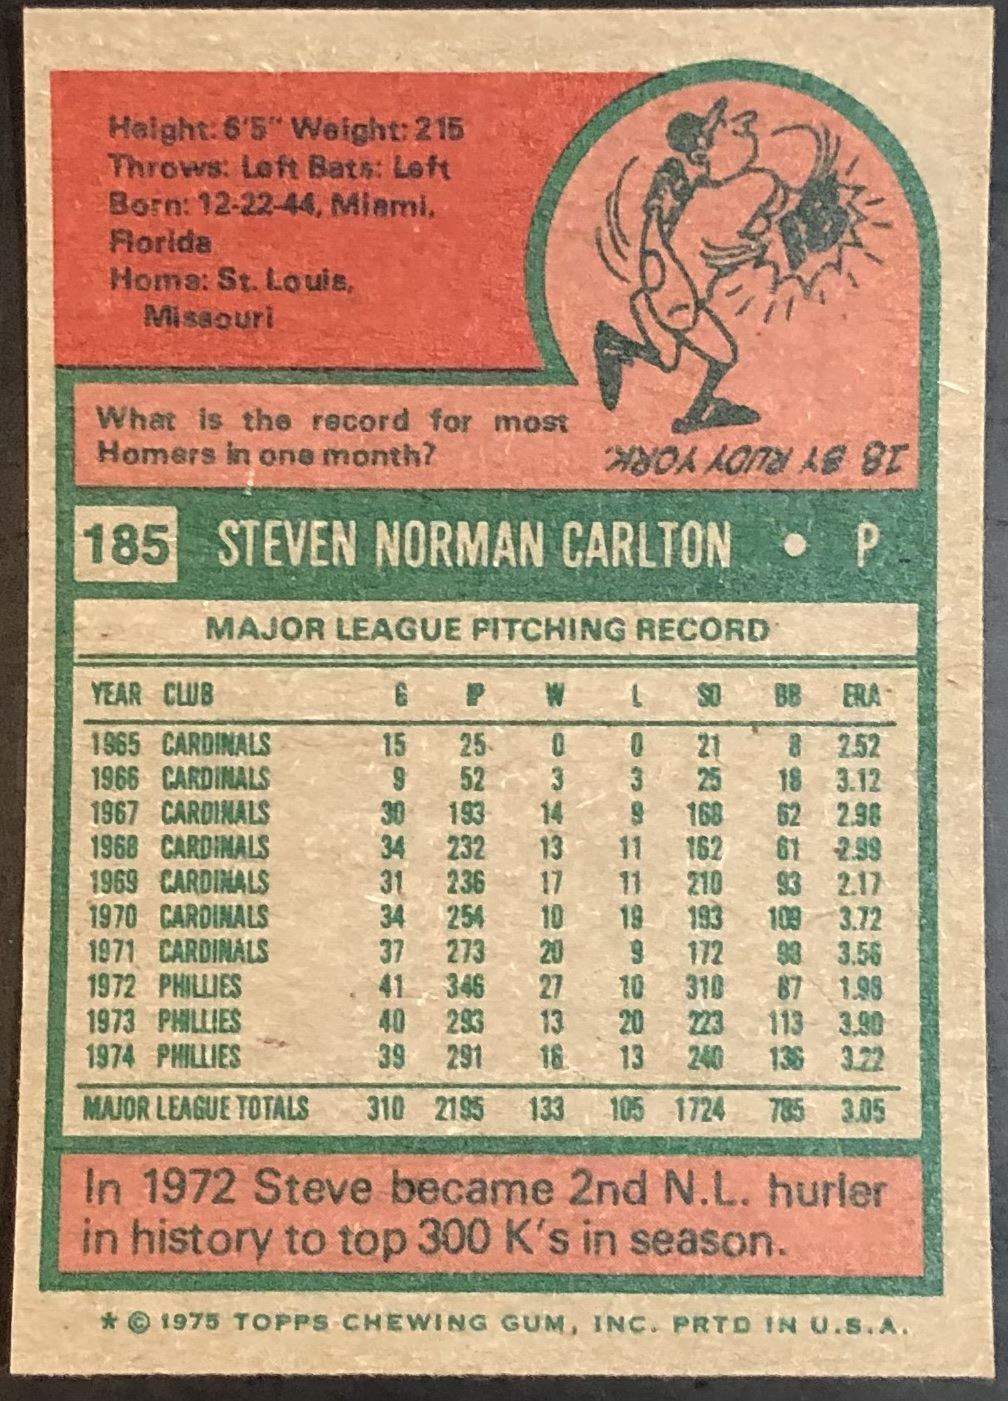 Height: 6'5" Weight: 215
Throws: Left Bats: Left
Born: 12-22-44, Miami,
Florida
Home: St. Louis,
Missouri
18
What is the record for most
Homers in one month?
18 BY RUDY YORK.
185 STEVEN NORMAN CARLTON • P
MAJOR LEAGUE PITCHING RECORD
YEAR CLUB G IP W L SO BB ERA
1965 CARDINALS 15 25 0 0 21 8 2.52
1966 CARDINALS 9 52 3 3 25 18 3.12
1967 CARDINALS 30 193 14 9 168 62 2.98
1968 CARDINALS 34 232 13 11 162 61 2.99
1969 CARDINALS 31 236 17 11 210 93 2.17
1970 CARDINALS 34 254 10 19 193 109 3.72
1971 CARDINALS 37 273 20 9 172 98 3.56
1972 PHILLIES 41 346 27 10 310 87 1.98
1973 PHILLIES 40 293 13 20 223 113 3.90
1974 PHILLIES 39 291 16 13 240 136 3.22
MAJOR LEAGUE TOTALS 310 2195 133 105 1724 785 3.05
In 1972 Steve became 2nd N.L. hurler
in history to top 300 K's in season.
* © 1975 TOPPS CHEWING GUM, INC. PRTD IN U.S.A.